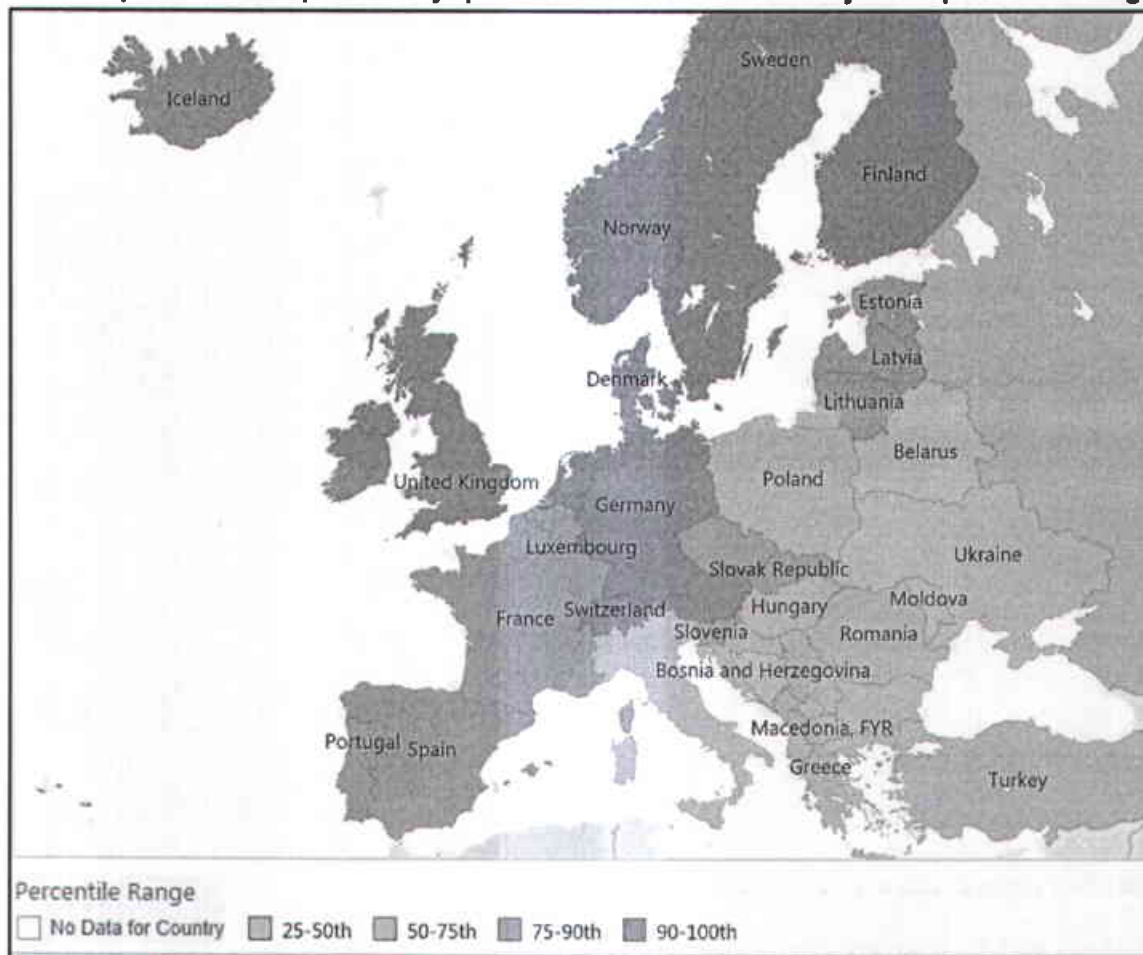 Iceland
Sweden
Finland
Norway
Estonia
Latvia
Denmark
Lithuania
Belarus
Poland
United Kingdom
Germany
Ukraine
Luxembourg
Slovak Republic
Moldova
Hungary
Switzerland
France
Slovenia
Romania
Bosnia and Herzegovina
Macedonia, FYR
Portugal
Spain
Greece
Turkey
Percentile Range
No Data for Country 25-50th 50-75th 75-90th 90-100th